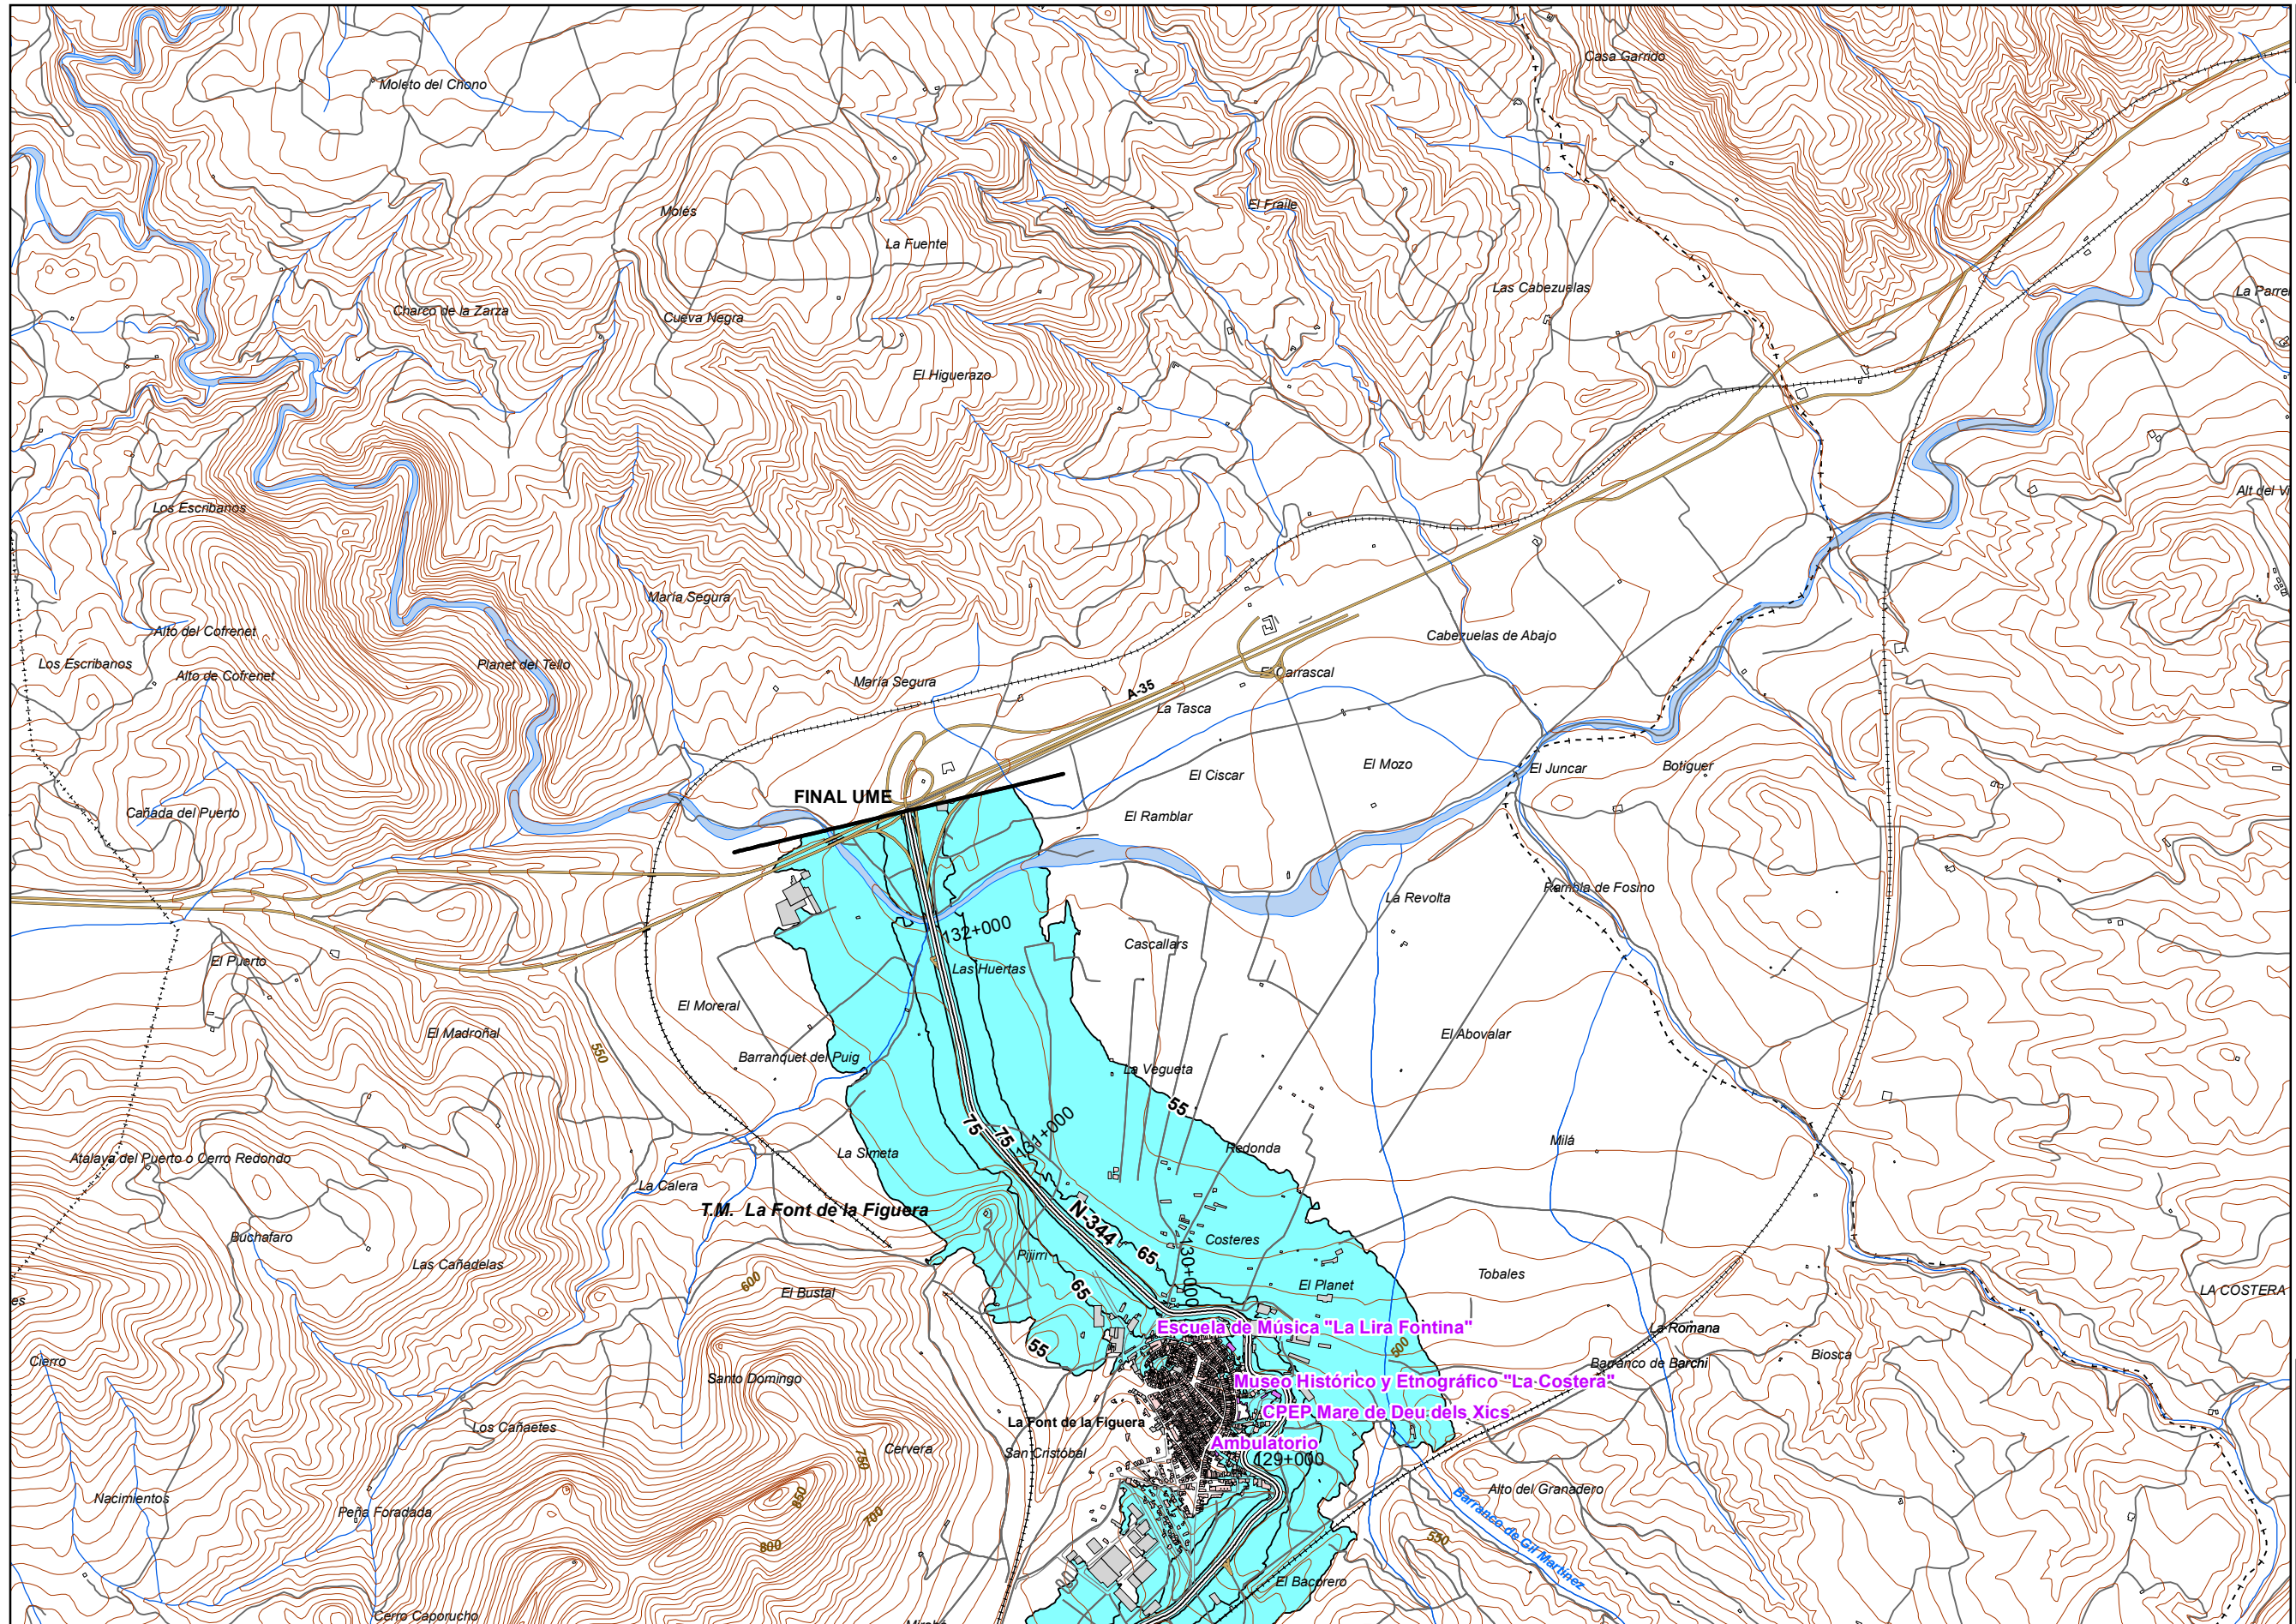 Casa Garrido
Moleto del Chono
El Fraile
Molés
La Fuente
Las Cabezuelas
La Parrel
Charco de la Zarza
Cueva Negra
El Higuerazo
Alt del Vi
Los Escribanos
María Segura
Alto del Cofrenet
Cabezuelas de Abajo
Los Escribanos
Planet del Tello
Alto de Cofrenet
El Carrascal
María Segura
A-35
La Tasca
El Mozo
El Juncar
Botiguer
El Ciscar
FINAL UME
Cañada del Puerto
El Ramblar
Rambla de Fosino
La Revolta
132+000
Cascallars
El Puerto
Las Huertas
El Moreral
El Madroñal
El Abovalar
550
Barranquet del Puig
La Vegueta
55
75
75
131+000
Milá
Redonda
La Simeta
Atalaya del Puerto ó Cerro Redondo
La Calera
T.M. La Font de la Figuera
N-344
Buchafaro
Costeres
Pijirri
65
130+000
Las Cañadelas
Tobales
600
El Bustal
65
El Planet
LA COSTERA
es
Escuela de Música "La Lira Fontina"
La Romana
500
55
Biosca
Cierro
Barranco de Barchi
Santo Domingo
Museo Histórico y Etnográfico "La Costera"
CPEP Mare de Deu dels Xics
La Font de la Figuera
Los Cañaetes
Ambulatorio
Cervera
San Cristóbal
750
129+000
Alto del Granadero
Nacimientos
850
Peña Foradada
700
Barranco de Gil Martínez
550
800
El Bacorero
Cerro Caporucho